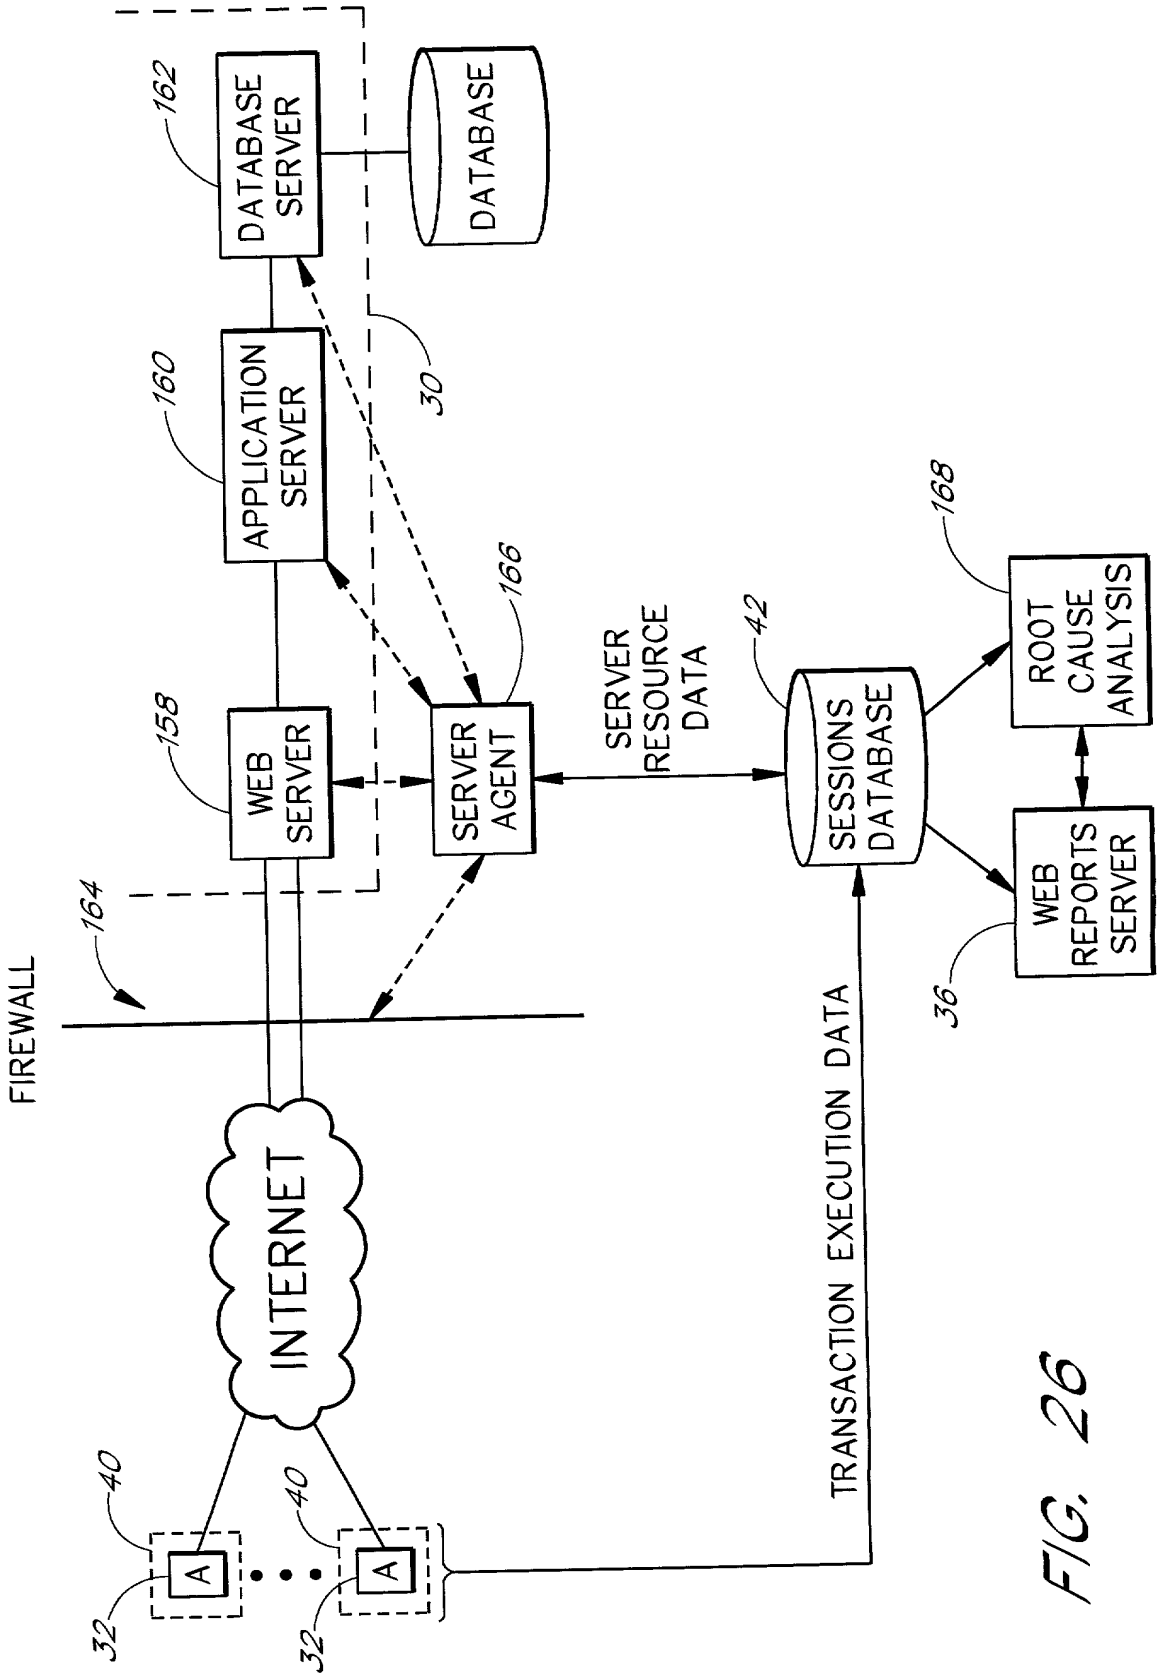 FIREWALL
164
158
160
162
WEB
SERVER
APPLICATION
SERVER
DATABASE
SERVER
30
DATABASE
INTERNET
40
32
A
40
32
A
SERVER
AGENT
166
SERVER
RESOURCE
DATA
42
SESSIONS
DATABASE
TRANSACTION EXECUTION DATA
36
WEB
REPORTS
SERVER
168
ROOT
CAUSE
ANALYSIS
FIG. 26